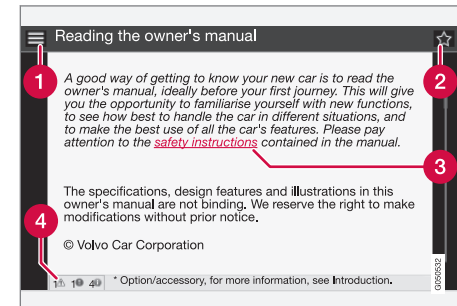 Reading the owner's manual
1
2
A good way of getting to know your new car is to read the
owner's manual, ideally before your first journey. This will give
you the opportunity to familiarise yourself with new functions,
to see how best to handle the car in different situations, and
to make the best use of all the car's features. Please pay
attention to the safety instructions contained in the manual.
3
The specifications, design features and illustrations in this
owner's manual are not binding. We reserve the right to make
modifications without prior notice.
4
© Volvo Car Corporation
1 1 4 * Option/accessory, for more information, see Introduction.
G050532